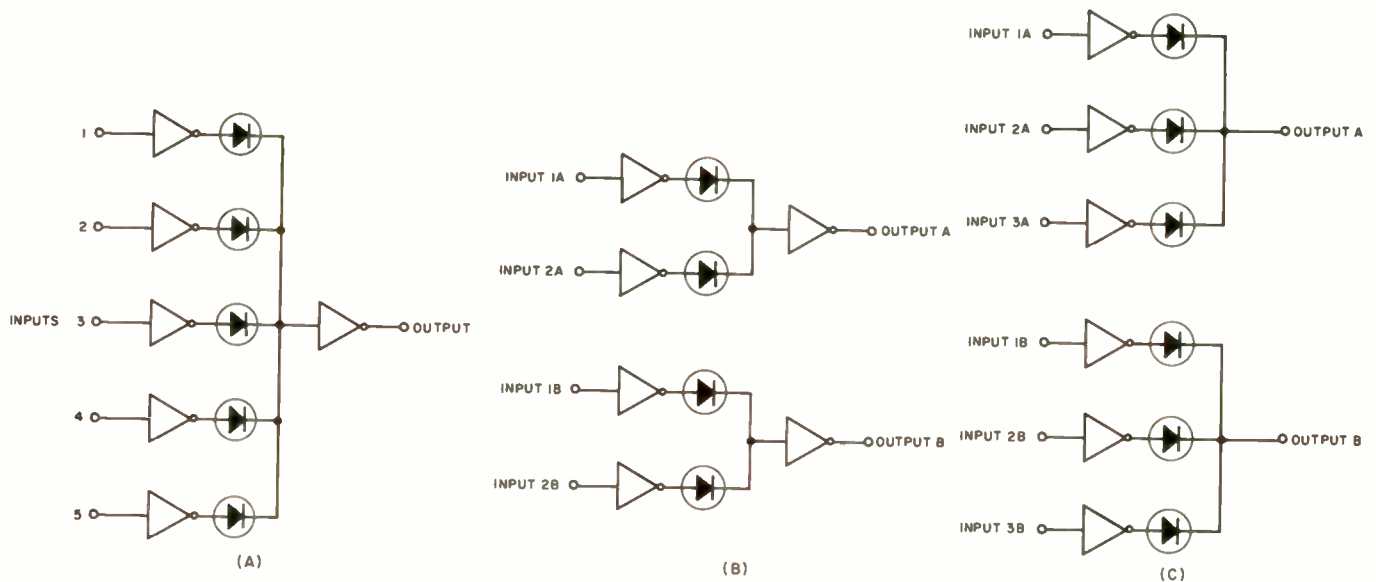 1
2
INPUTS 3
4
5
OUTPUT
(A)
INPUT 1A
INPUT 2A
OUTPUT A
INPUT 1B
INPUT 2B
OUTPUT B
(B)
INPUT 1A
INPUT 2A
INPUT 3A
OUTPUT A
INPUT 1B
INPUT 2B
INPUT 3B
OUTPUT B
(C)